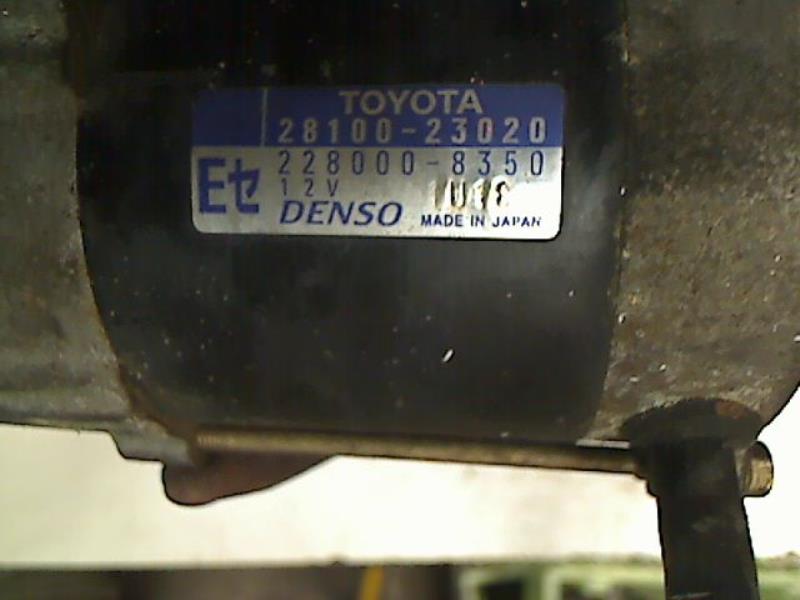 TOYOTA
28100-23020
228000-8350
Eセ
12V
DENSO
MADE IN JAPAN